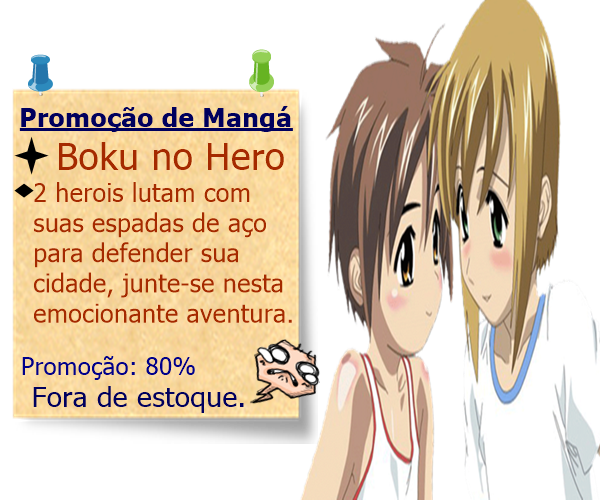 Promoção de Mangá
Boku no Hero
2 herois lutam com
suas espadas de aço
para defender sua
cidade, junte-se nesta
emocionante aventura.
Promoção: 80%
Fora de estoque.